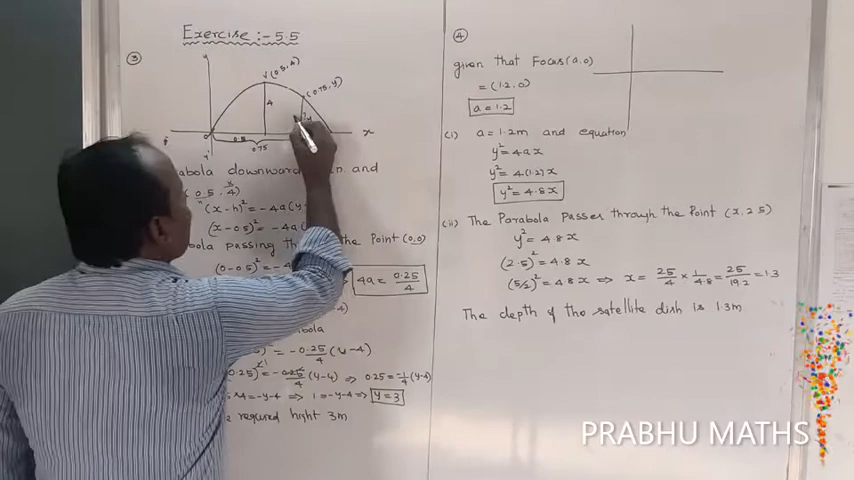 Exercise :- 5.5
③
V(0.5,4)
(0.75,y)
4
x
0.5
0.75
abola downward and
(0.5, 4)
(x-h)² = -4a(y
(x-0.5)² = -4a(
bola passing the Point (0,0)
(0-0.5)² =
4a = 0.25/4
bola
= -0.25/4 (y-4)
= -0.25/4 (y-4) ⇒ 0.25 = -1/4 (y-4)
= -y-4 ⇒ 1 = -y-4 ⇒ y = 3
required hight 3m
④
given that Focus(a,0)
= (1.2,0)
a = 1.2
(i) a = 1.2m and equation
y² = 4ax
y² = 4(1.2)x
y² = 4.8x
(ii) The Parabola Passes through the Point (x,2.5)
y² = 4.8x
(2.5)² = 4.8x
(5/2)² = 4.8x ⇒ x = 25/4 × 1/4.8 = 25/19.2 = 1.3
The depth of the satellite dish is 1.3m
PRABHU MATHS